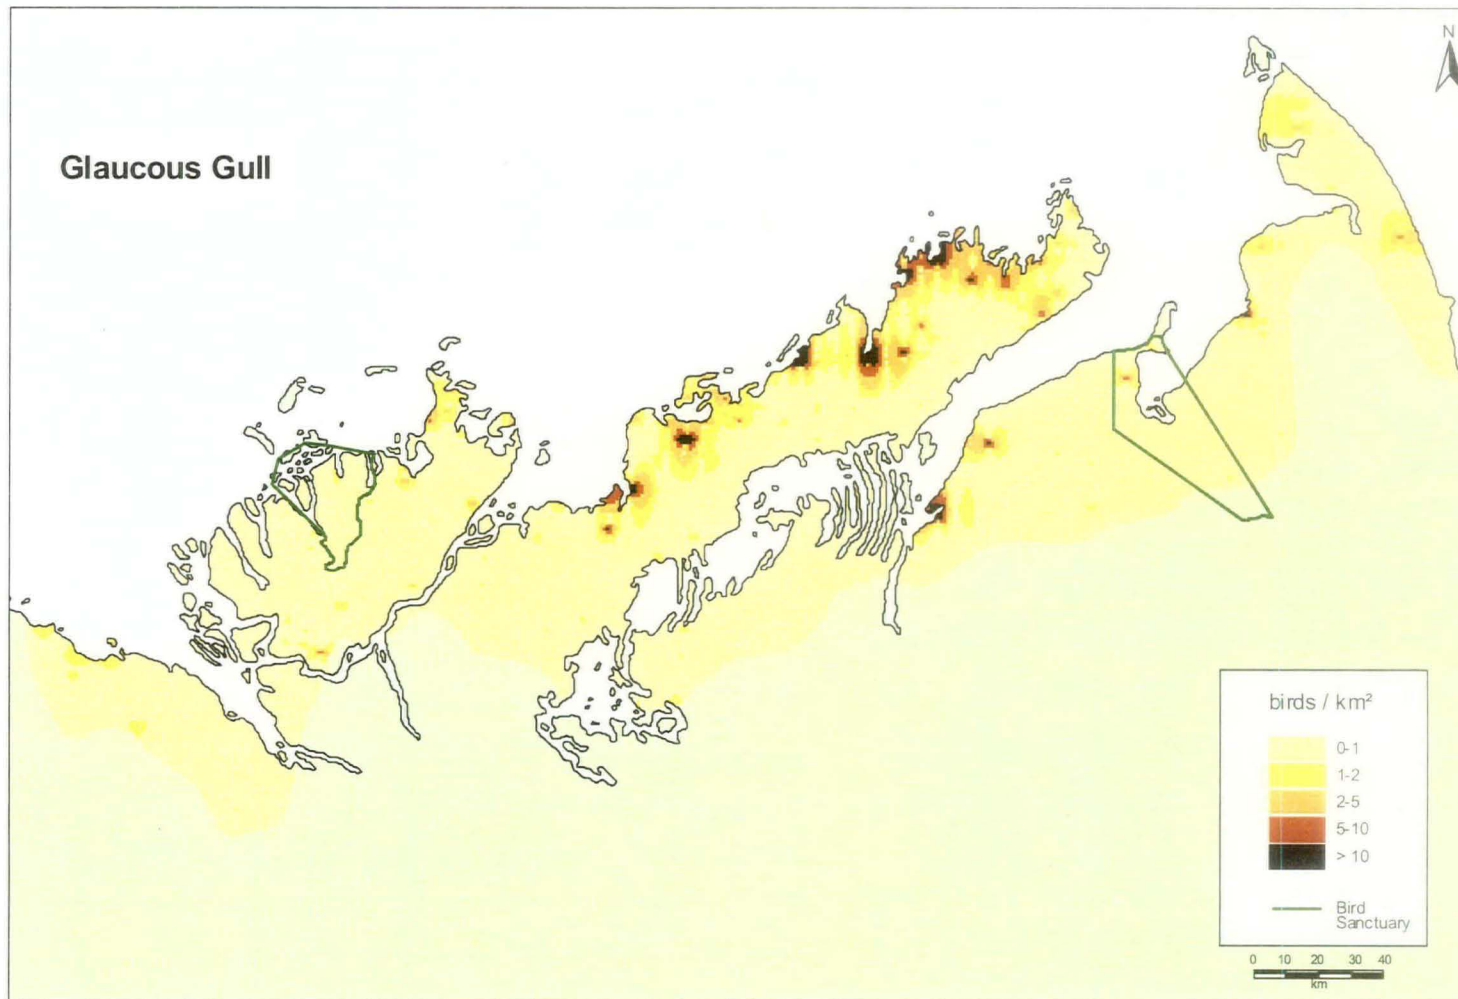 N
Glaucous Gull
birds / km²
0-1
1-2
2-5
5-10
> 10
Bird
Sanctuary
0 10 20 30 40
km